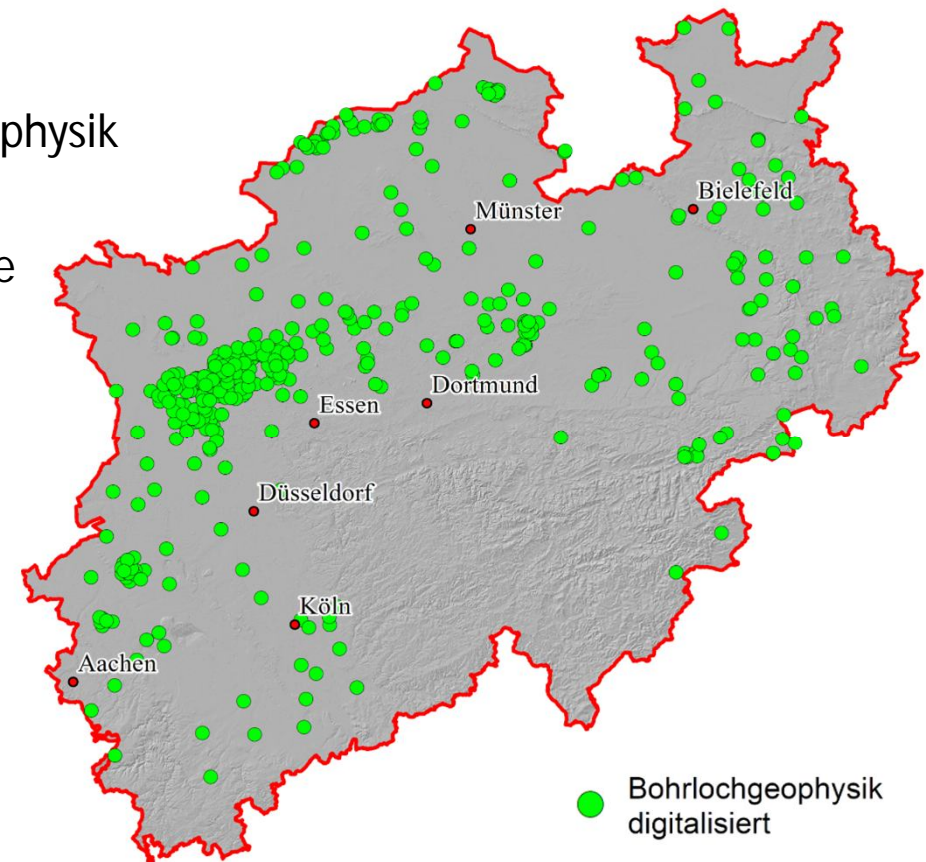 physik
e
Bielefeld
Münster
Dortmund
Essen
Düsseldorf
Köln
Aachen
Bohrlochgeophysik
digitalisiert